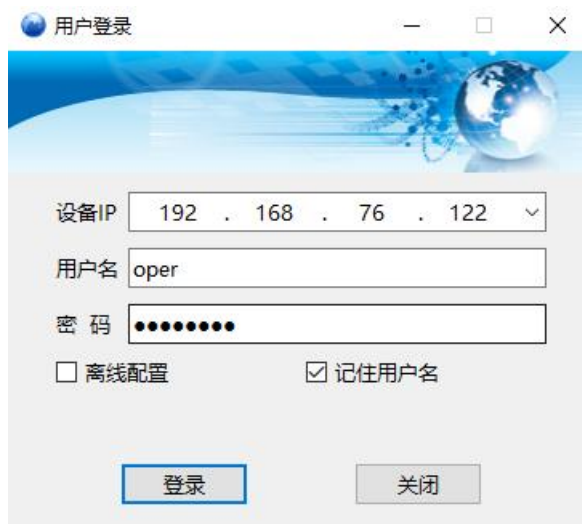 用户登录
设备IP 192 . 168 . 76 . 122
用户名 oper
密 码 ●●●●●●●●
离线配置 记住用户名
登录 关闭